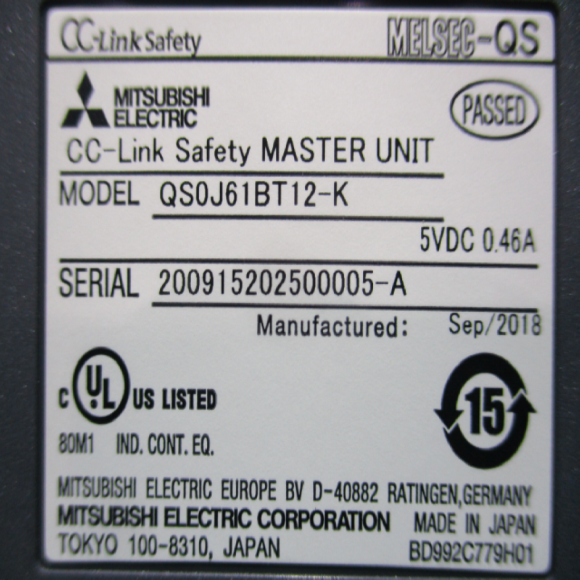 CC-Link Safety MELSEC-QS
MITSUBISHI
ELECTRIC
PASSED
CC-Link Safety MASTER UNIT
MODEL QS0J61BT12-K
5VDC 0.46A
SERIAL 200915202500005-A
Manufactured: Sep/2018
C UL US LISTED
15
80M1 IND. CONT. EQ.
MITSUBISHI ELECTRIC EUROPE BV D-40882 RATINGEN,GERMANY
MITSUBISHI ELECTRIC CORPORATION MADE IN JAPAN
TOKYO 100-8310, JAPAN BD992C779H01